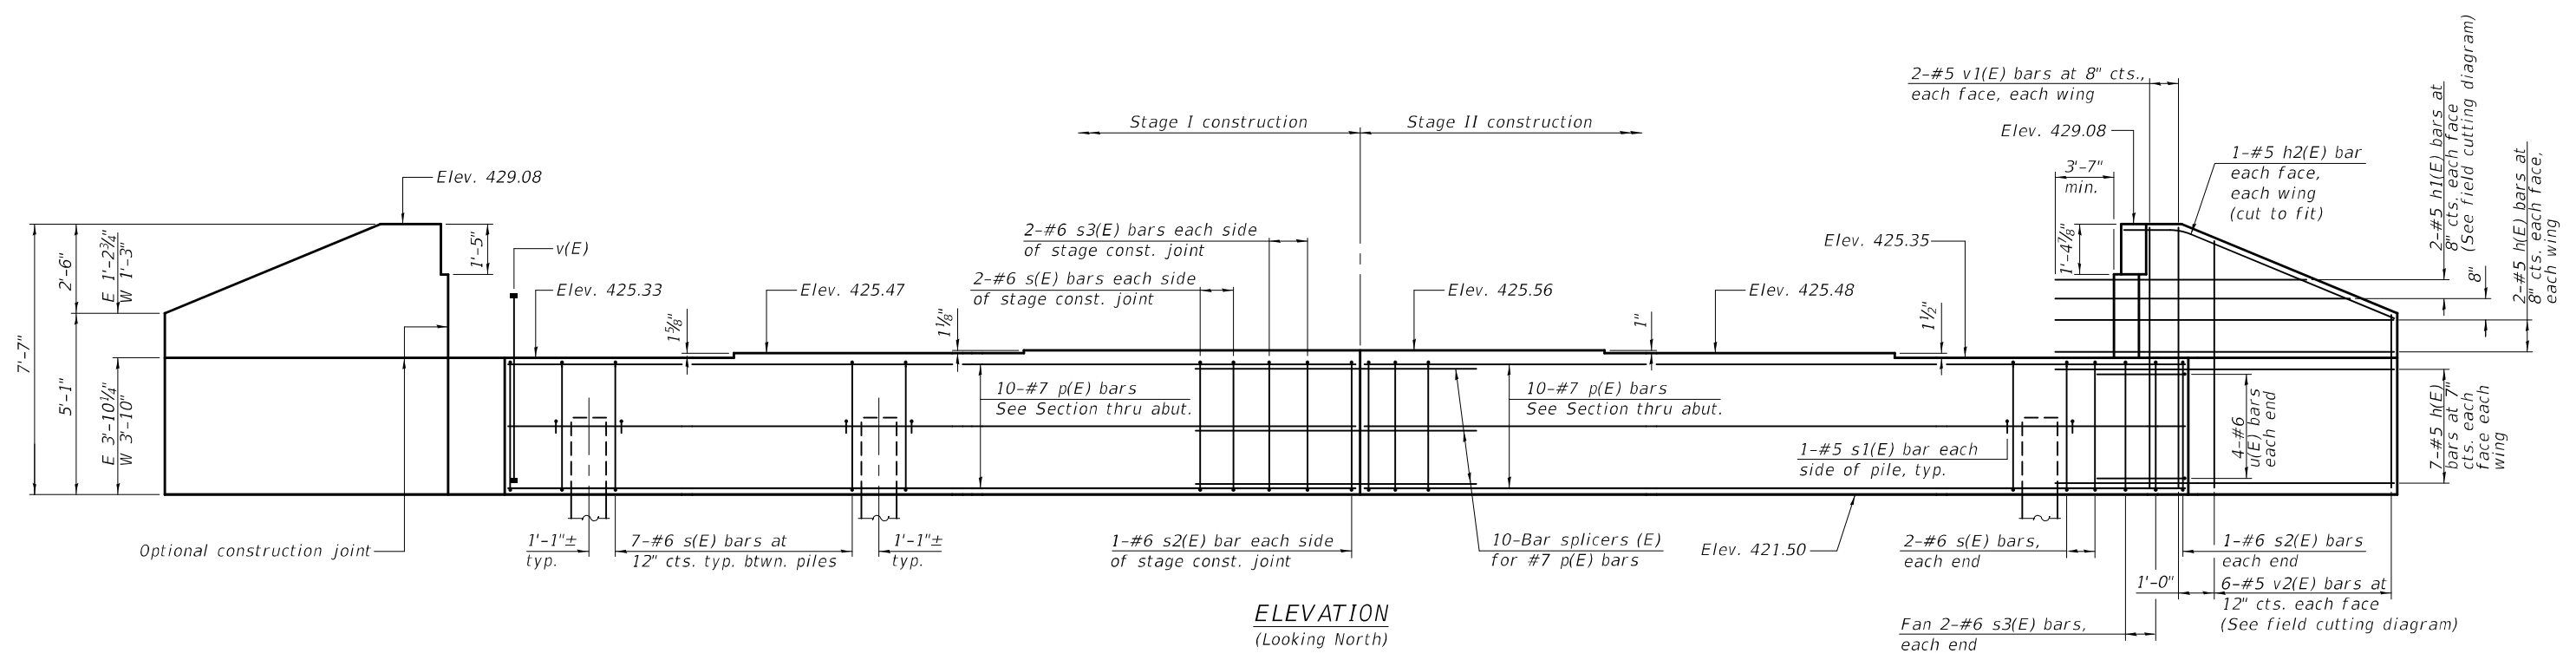 2-#5 v1(E) bars at 8" cts.,
each face, each wing
Stage I construction
Stage II construction
Elev. 429.08
1-#5 h2(E) bar
each face,
each wing
(cut to fit)
3'-7"
min.
2-#5 h1(E) bars at
8" cts. each face
(See field cutting diagram)
2-#5 h(E) bars at
8" cts. each face,
each wing
8"
Elev. 429.08
7'-7"
2'-6"
E 1'-2¾"
W 1'-3"
1'-5"
v(E)
2-#6 s3(E) bars each side
of stage const. joint
2-#6 s(E) bars each side
of stage const. joint
Elev. 425.35
1'-4⅞"
Elev. 425.33
Elev. 425.47
Elev. 425.56
Elev. 425.48
1⅝"
1⅛"
1"
1½"
5'-1"
E 3'-10¼"
W 3'-10"
10-#7 p(E) bars
See Section thru abut.
10-#7 p(E) bars
See Section thru abut.
1-#5 s1(E) bar each
side of pile, typ.
4-#6
u(E) bars
each end
7-#5 h(E)
bars at 7"
cts. each
face each
wing
Optional construction joint
1'-1"±
typ.
7-#6 s(E) bars at
12" cts. typ. btwn. piles
1'-1"±
typ.
1-#6 s2(E) bar each side
of stage const. joint
10-Bar splicers (E)
for #7 p(E) bars
Elev. 421.50
2-#6 s(E) bars,
each end
1-#6 s2(E) bars
each end
1'-0"
6-#5 v2(E) bars at
12" cts. each face
(See field cutting diagram)
Fan 2-#6 s3(E) bars,
each end
ELEVATION
(Looking North)